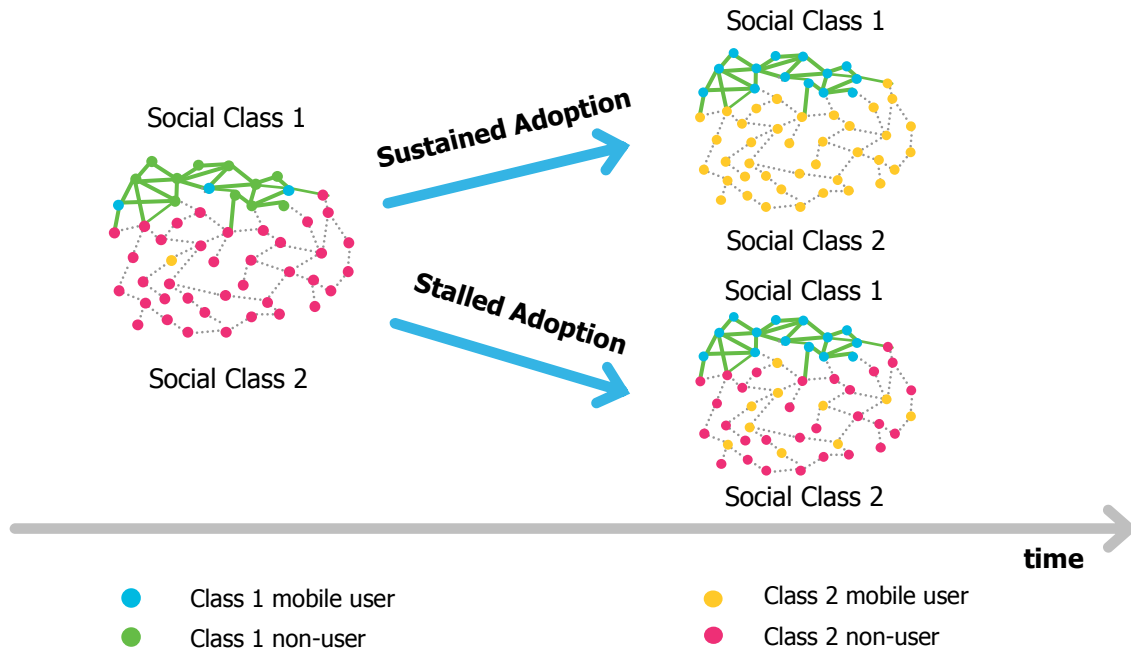 Social Class 1
Social Class 2
Sustained Adoption
Stalled Adoption
Social Class 1
Social Class 2
Social Class 1
Social Class 2
time
Class 1 mobile user
Class 1 non-user
Class 2 mobile user
Class 2 non-user